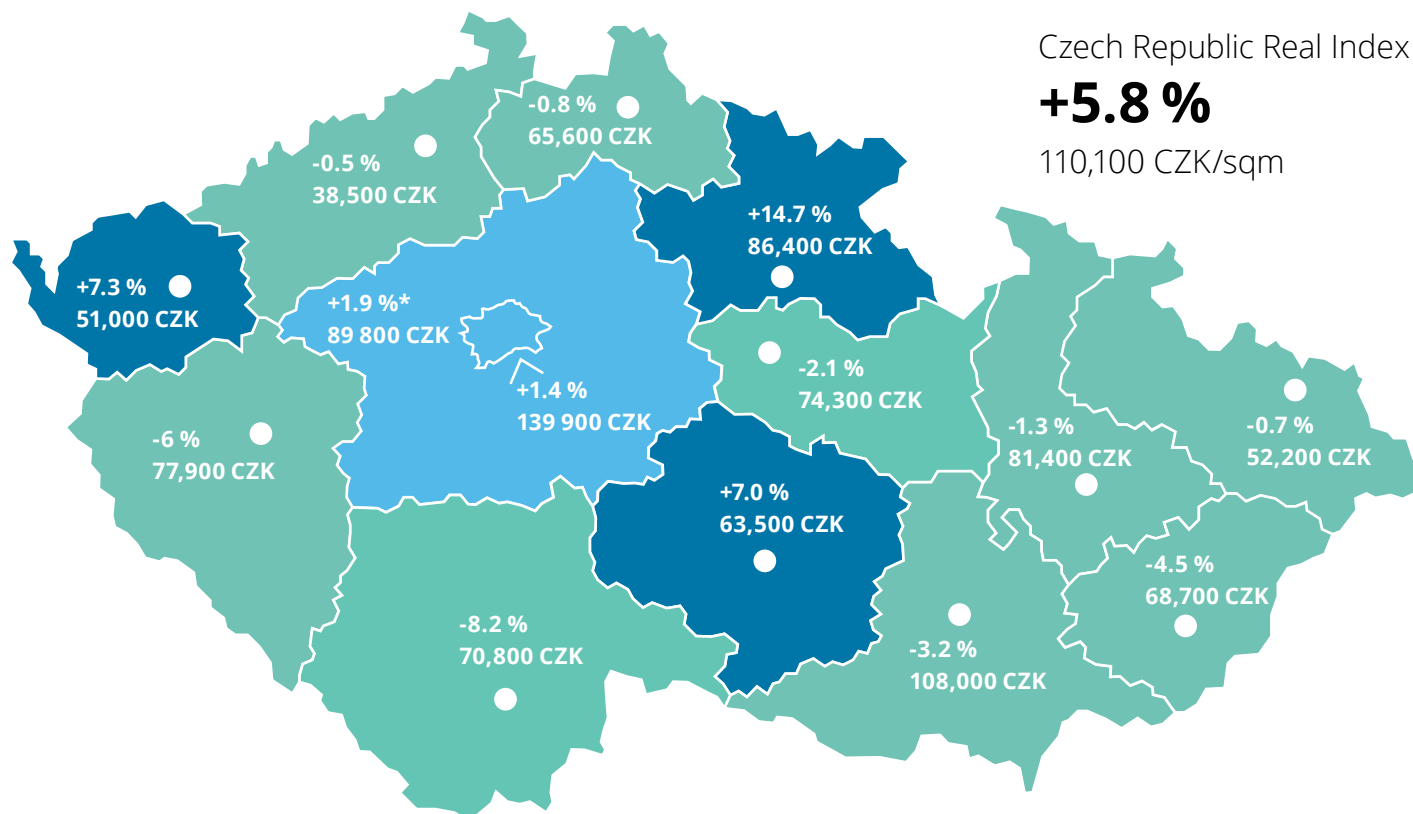 Czech Republic Real Index
+5.8 %
110,100 CZK/sqm
-0.8 %
65,600 CZK
-0.5 %
38,500 CZK
+14.7 %
86,400 CZK
+7.3 %
51,000 CZK
+1.9 %*
89 800 CZK
+1.4 %
139 900 CZK
-2.1 %
74,300 CZK
-6 %
77,900 CZK
-1.3 %
81,400 CZK
-0.7 %
52,200 CZK
+7.0 %
63,500 CZK
-4.5 %
68,700 CZK
-8.2 %
70,800 CZK
-3.2 %
108,000 CZK